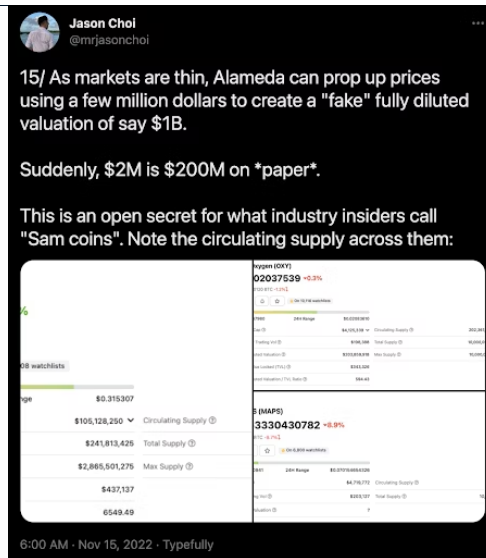 Jason Choi
@mrjasonchoi
15/ As markets are thin, Alameda can prop up prices
using a few million dollars to create a "fake" fully diluted
valuation of say $1B.
Suddenly, $2M is $200M on *paper*.
This is an open secret for what industry insiders call
"Sam coins". Note the circulating supply across them:
%
08 watchlists
nge
$0.315307
$105,128,250
Circulating Supply
$241,813,425
Total Supply
$2,865,501,275
Max Supply
$437,137
6549.49
xygen (OXY)
02037539
24H Range
Circulating Supply
Total Supply
Max Supply
S (MAPS)
3330430782
24H Range
Circulating Supply
Total Supply
6:00 AM · Nov 15, 2022 · Typefully